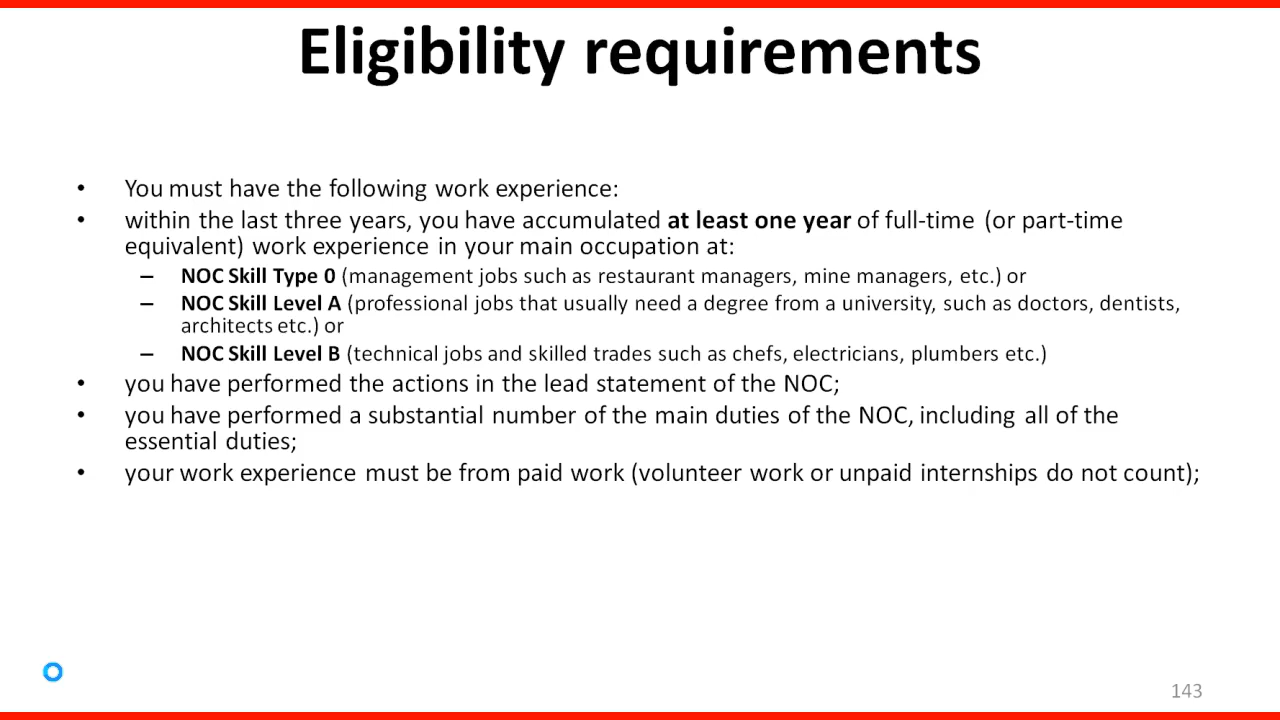 Eligibility requirements
• You must have the following work experience:
• within the last three years, you have accumulated at least one year of full-time (or part-time
equivalent) work experience in your main occupation at:
– NOC Skill Type 0 (management jobs such as restaurant managers, mine managers, etc.) or
– NOC Skill Level A (professional jobs that usually need a degree from a university, such as doctors, dentists,
architects etc.) or
– NOC Skill Level B (technical jobs and skilled trades such as chefs, electricians, plumbers etc.)
• you have performed the actions in the lead statement of the NOC;
• you have performed a substantial number of the main duties of the NOC, including all of the
essential duties;
• your work experience must be from paid work (volunteer work or unpaid internships do not count);
143